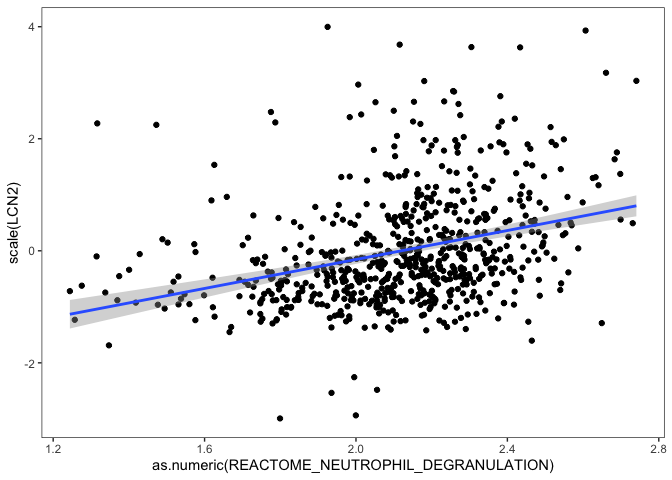 4
2
0
-2
scale(LCN2)
1.2 1.6 2.0 2.4 2.8
as.numeric(REACTOME_NEUTROPHIL_DEGRANULATION)